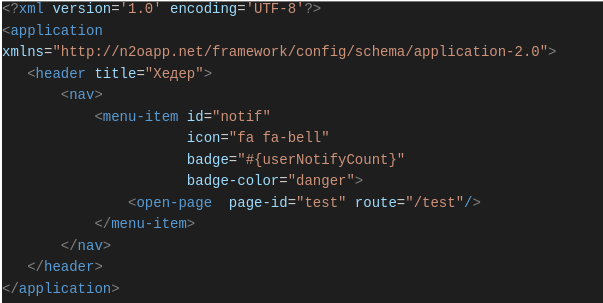 <?xml version='1.0' encoding='UTF-8'?>
<application
xmlns="http://n2oapp.net/framework/config/schema/application-2.0">
   <header title="Хедер">
       <nav>
           <menu-item id="notif"
                      icon="fa fa-bell"
                      badge="#{userNotifyCount}"
                      badge-color="danger">
               <open-page  page-id="test" route="/test"/>
           </menu-item>
       </nav>
   </header>
</application>